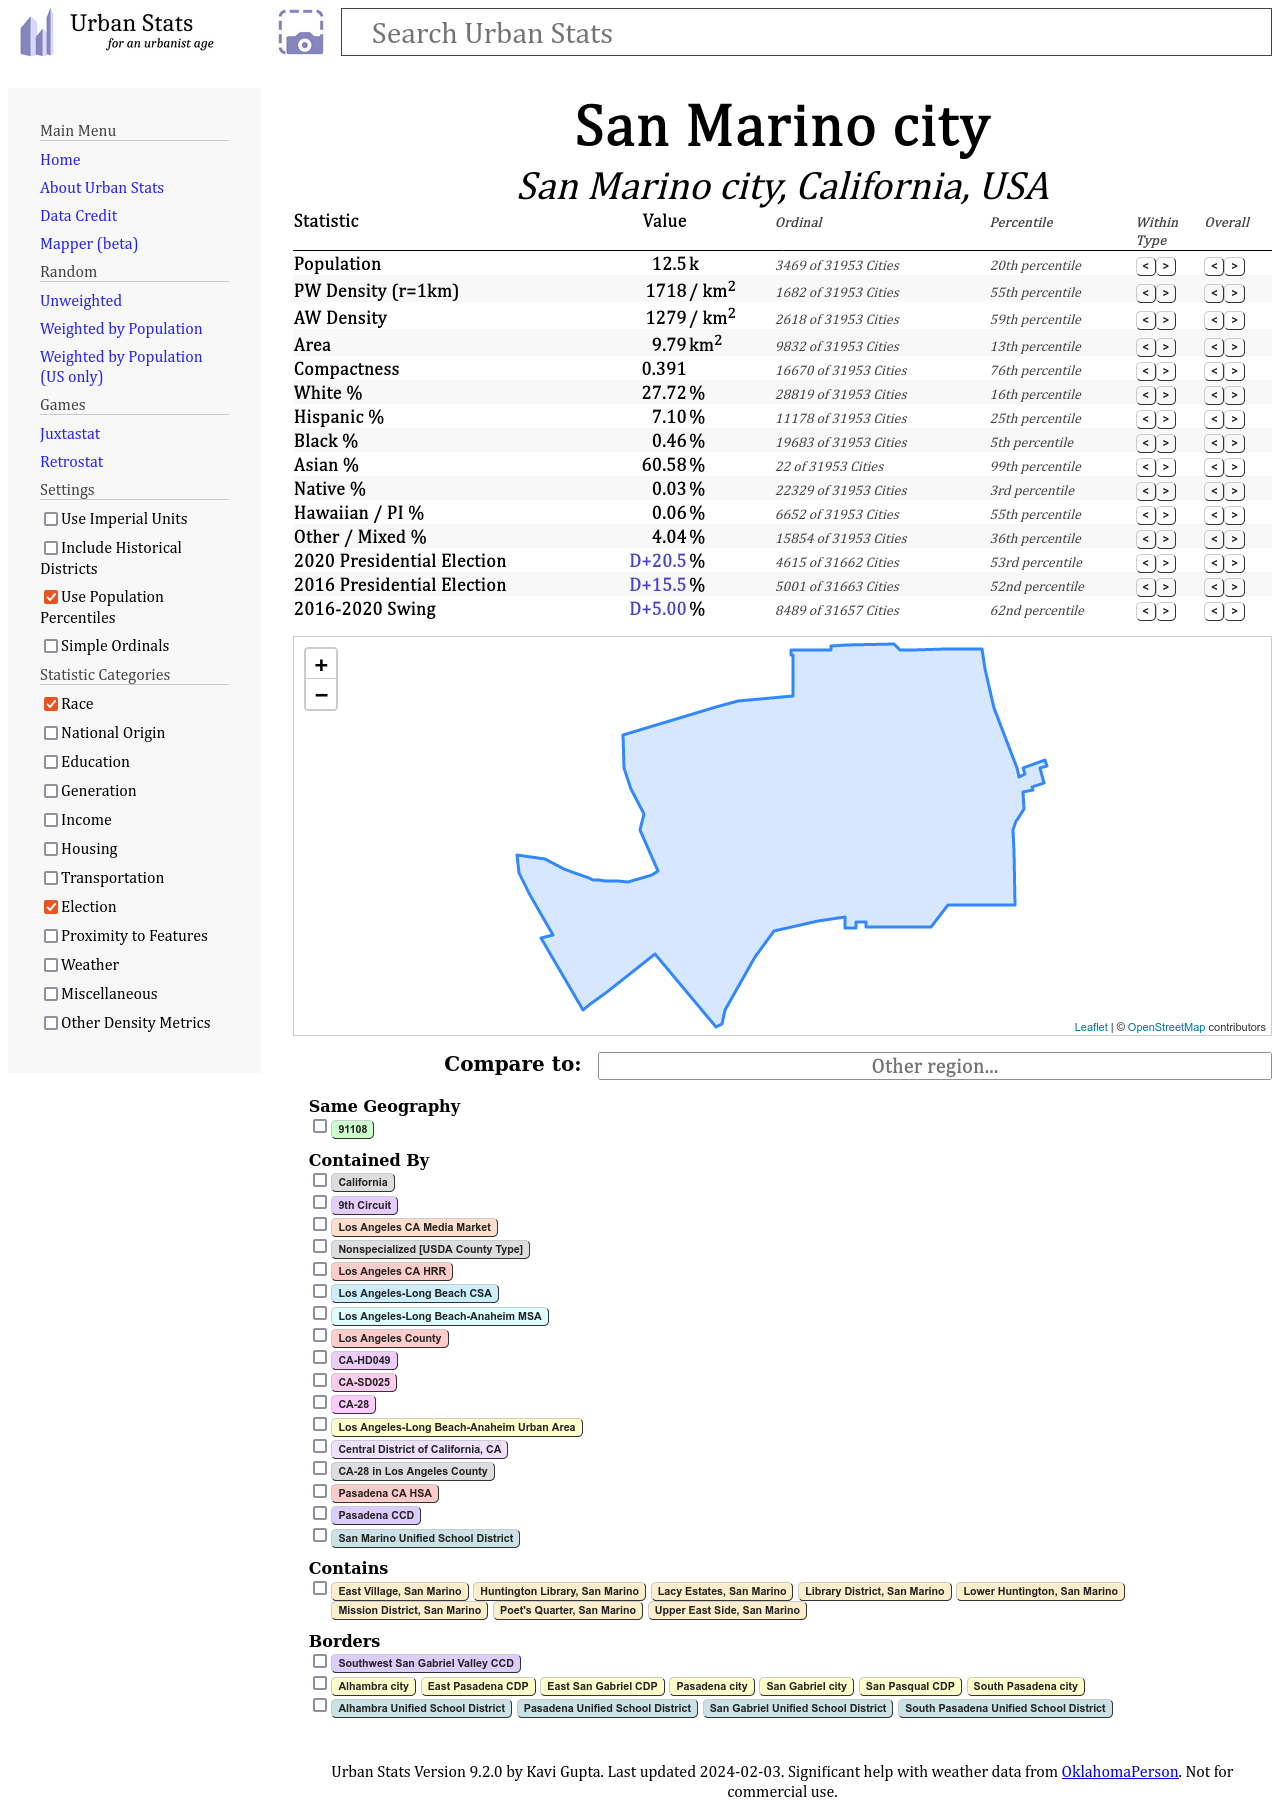 Urban Stats
for an urbanist age
Search Urban Stats
Main Menu
Home
About Urban Stats
Data Credit
Mapper (beta)
Random
Unweighted
Weighted by Population
Weighted by Population
(US only)
Games
Juxtastat
Retrostat
Settings
Use Imperial Units
Include Historical
Districts
Use Population
Percentiles
Simple Ordinals
Statistic Categories
Race
National Origin
Education
Generation
Income
Housing
Transportation
Election
Proximity to Features
Weather
Miscellaneous
Other Density Metrics
San Marino city
San Marino city, California, USA
Statistic Value Ordinal Percentile Within Type Overall
Population 12.5 k 3469 of 31953 Cities 20th percentile < > < >
PW Density (r=1km) 1718 / km² 1682 of 31953 Cities 55th percentile < > < >
AW Density 1279 / km² 2618 of 31953 Cities 59th percentile < > < >
Area 9.79 km² 9832 of 31953 Cities 13th percentile < > < >
Compactness 0.391 16670 of 31953 Cities 76th percentile < > < >
White % 27.72 % 28819 of 31953 Cities 16th percentile < > < >
Hispanic % 7.10 % 11178 of 31953 Cities 25th percentile < > < >
Black % 0.46 % 19683 of 31953 Cities 5th percentile < > < >
Asian % 60.58 % 22 of 31953 Cities 99th percentile < > < >
Native % 0.03 % 22329 of 31953 Cities 3rd percentile < > < >
Hawaiian / PI % 0.06 % 6652 of 31953 Cities 55th percentile < > < >
Other / Mixed % 4.04 % 15854 of 31953 Cities 36th percentile < > < >
2020 Presidential Election D+20.5 % 4615 of 31662 Cities 53rd percentile < > < >
2016 Presidential Election D+15.5 % 5001 of 31663 Cities 52nd percentile < > < >
2016-2020 Swing D+5.00 % 8489 of 31657 Cities 62nd percentile < > < >
+
−
Leaflet | © OpenStreetMap contributors
Compare to: Other region...
Same Geography
91108
Contained By
California
9th Circuit
Los Angeles CA Media Market
Nonspecialized [USDA County Type]
Los Angeles CA HRR
Los Angeles-Long Beach CSA
Los Angeles-Long Beach-Anaheim MSA
Los Angeles County
CA-HD049
CA-SD025
CA-28
Los Angeles-Long Beach-Anaheim Urban Area
Central District of California, CA
CA-28 in Los Angeles County
Pasadena CA HSA
Pasadena CCD
San Marino Unified School District
Contains
East Village, San Marino Huntington Library, San Marino Lacy Estates, San Marino Library District, San Marino Lower Huntington, San Marino
Mission District, San Marino Poet's Quarter, San Marino Upper East Side, San Marino
Borders
Southwest San Gabriel Valley CCD
Alhambra city East Pasadena CDP East San Gabriel CDP Pasadena city San Gabriel city San Pasqual CDP South Pasadena city
Alhambra Unified School District Pasadena Unified School District San Gabriel Unified School District South Pasadena Unified School District
Urban Stats Version 9.2.0 by Kavi Gupta. Last updated 2024-02-03. Significant help with weather data from OklahomaPerson. Not for
commercial use.